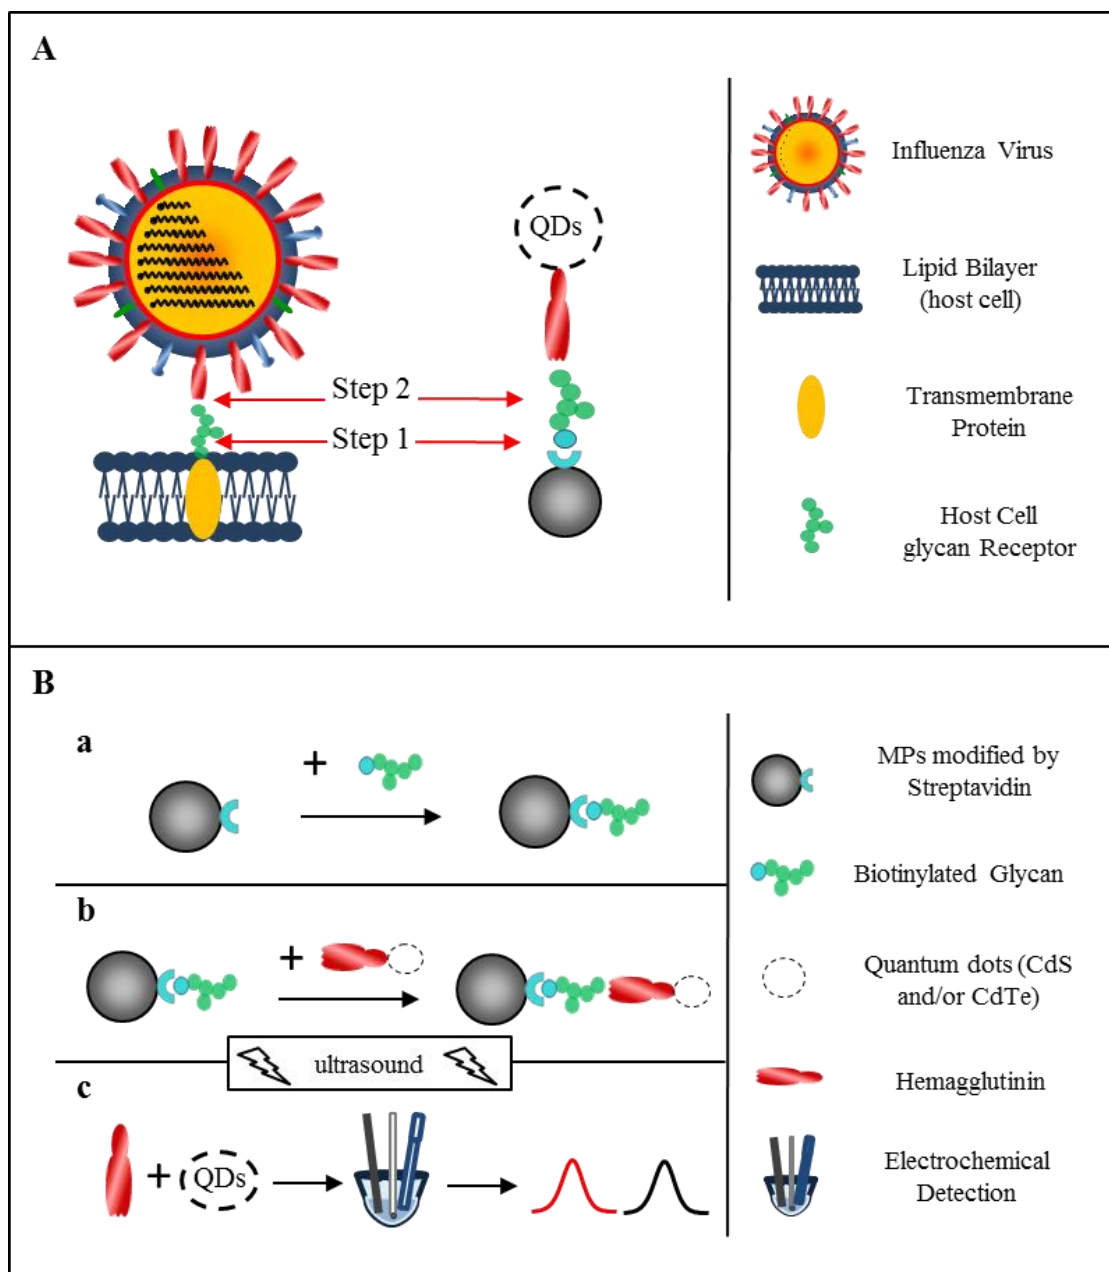 A
QDs
Step 2
Step 1
Influenza Virus
Lipid Bilayer
(host cell)
Transmembrane
Protein
Host Cell
glycan Receptor
B
a
+
b
+
ultrasound
c
+
QDs
MPs modified by
Streptavidin
Biotinylated Glycan
Quantum dots (CdS
and/or CdTe)
Hemagglutinin
Electrochemical
Detection